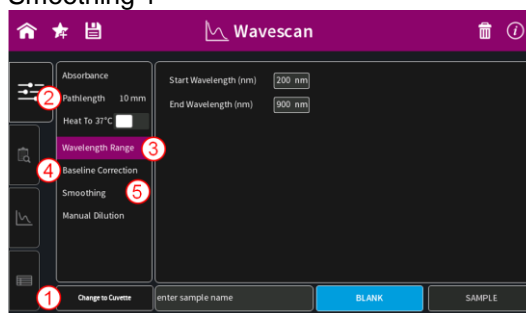 Smoothing 1
Wavescan
i
Absorbance
Pathlength 10 mm
Heat To 37°C
Wavelength Range
Baseline Correction
Smoothing
Manual Dilution
Start Wavelength (nm) 200 nm
End Wavelength (nm) 900 nm
2
3
4
5
1
Change to Cuvette
enter sample name
BLANK
SAMPLE